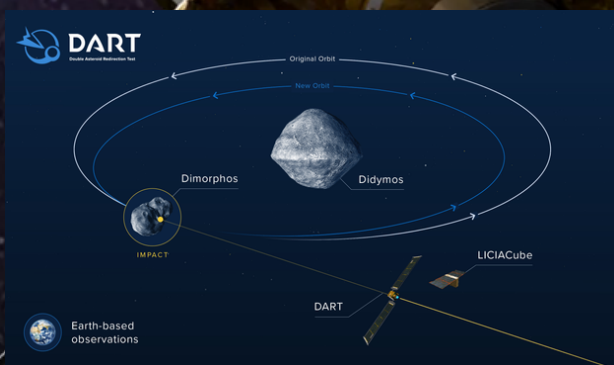 DART
Double Asteroid Redirection Test
Original Orbit
New Orbit
Dimorphos
Didymos
IMPACT
LICIACube
DART
Earth-based
observations